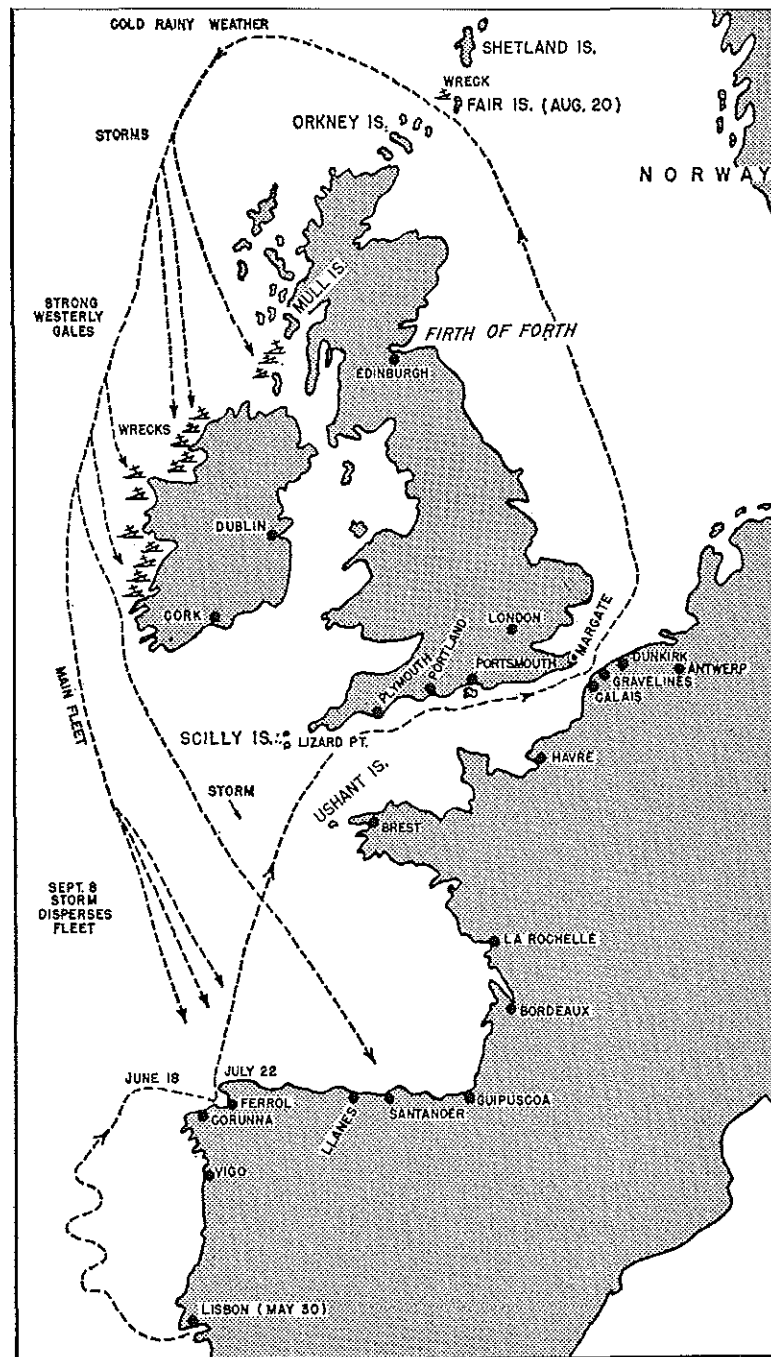 COLD RAINY WEATHER
SHETLAND IS.
WRECK
FAIR IS. (AUG. 20)
ORKNEY IS.
STORMS
NORWAY
MULL IS.
STRONG
WESTERLY
GALES
FIRTH OF FORTH
EDINBURGH
WRECKS
DUBLIN
CORK
LONDON
MARGATE
PLYMOUTH
PORTLAND
PORTSMOUTH
DUNKIRK
ANTWERP
GRAVELINES
CALAIS
MAIN FLEET
SCILLY IS.
LIZARD PT.
HAVRE
STORM
USHANT IS.
BREST
SEPT. 8
STORM
DISPERSES
FLEET
LA ROCHELLE
BORDEAUX
JUNE 18
JULY 22
FERROL
CORUNNA
LLANES
SANTANDER
GUIPUSCOA
VIGO
LISBON (MAY 30)